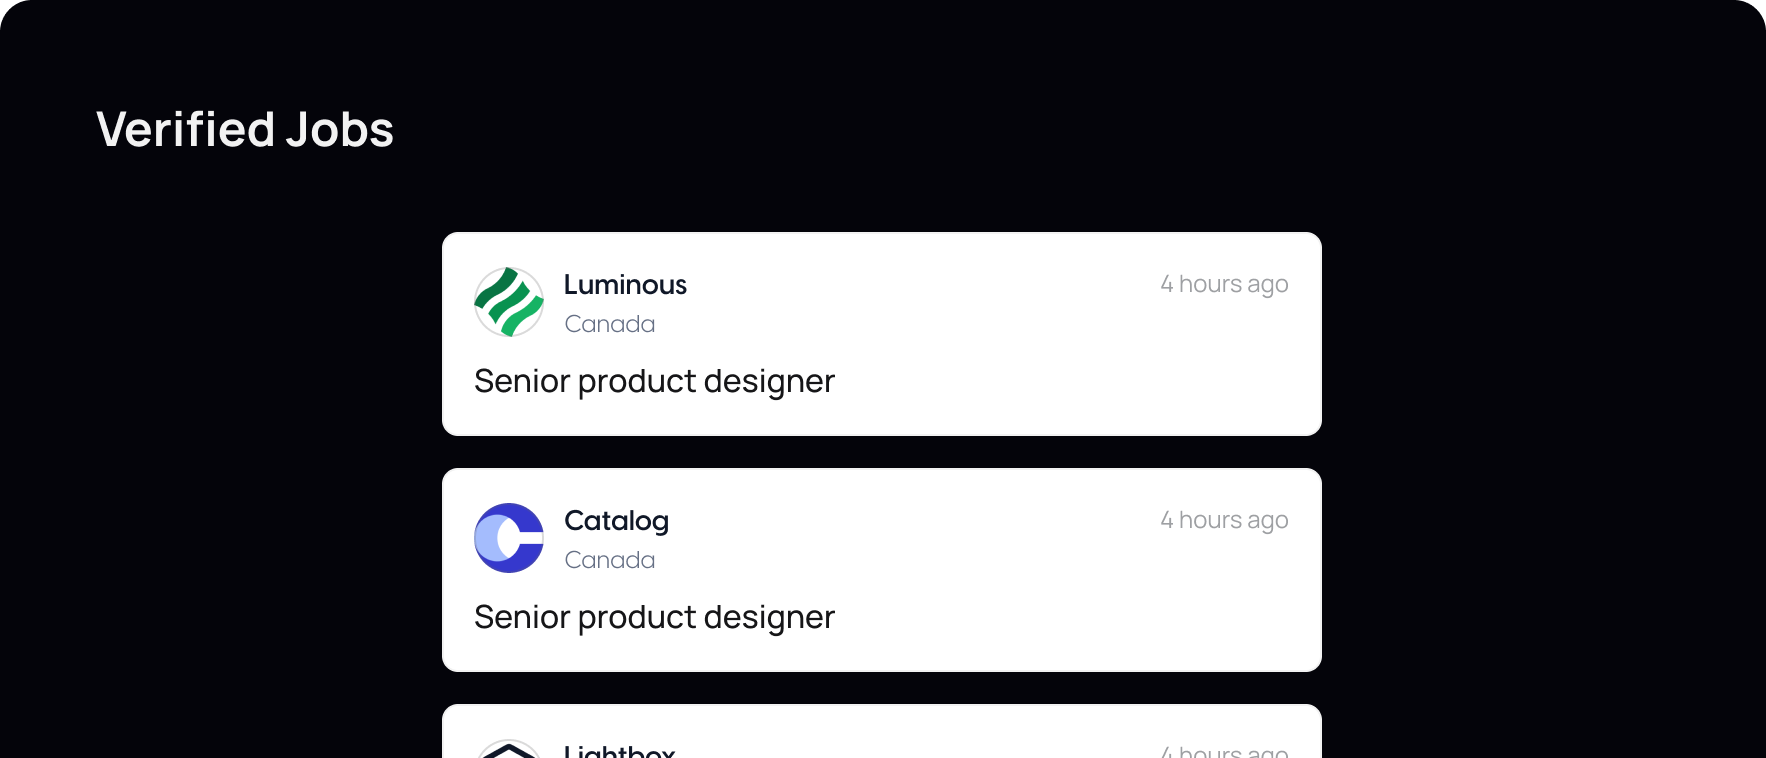 Verified Jobs
Luminous
4 hours ago
Canada
Senior product designer
Catalog
4 hours ago
Canada
Senior product designer
Lightbox
4 hours ago